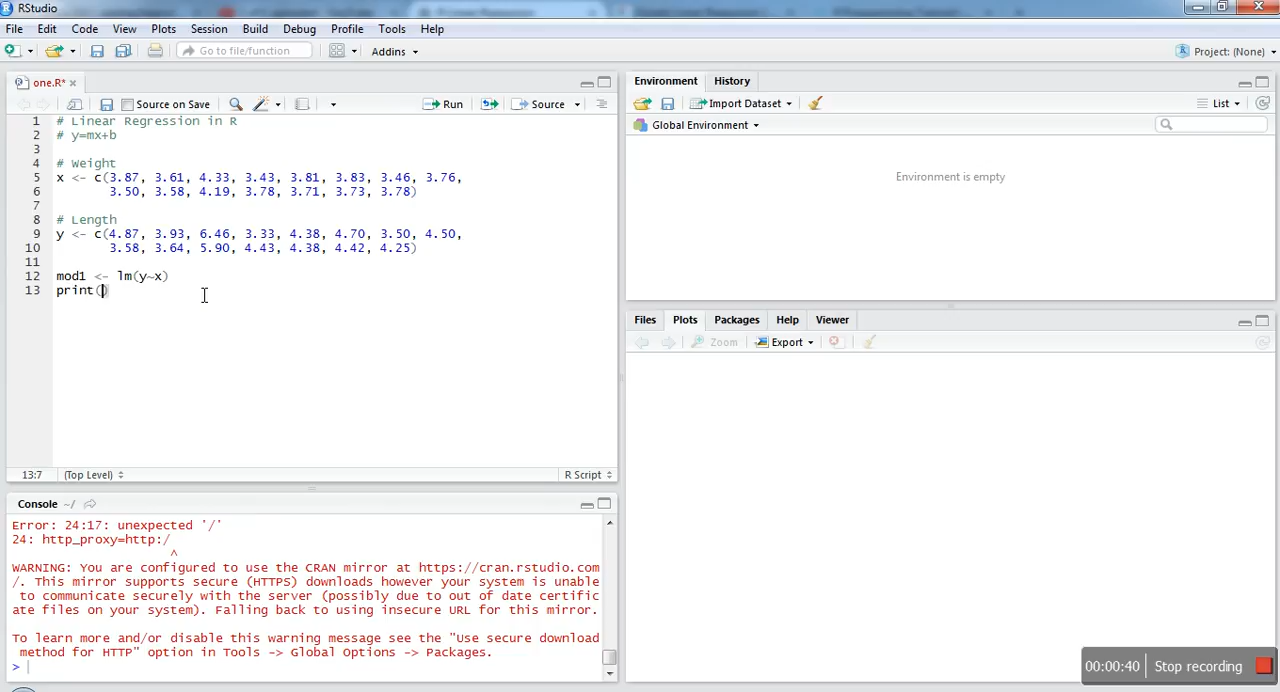 RStudio
File Edit Code View Plots Session Build Debug Profile Tools Help
Go to file/function Addins Project: (None)
one.R*
Source on Save Run Source
1 # Linear Regression in R
2 # y=mx+b
3
4 # Weight
5 x <- c(3.87, 3.61, 4.33, 3.43, 3.81, 3.83, 3.46, 3.76,
6 3.50, 3.58, 4.19, 3.78, 3.71, 3.73, 3.78)
7
8 # Length
9 y <- c(4.87, 3.93, 6.46, 3.33, 4.38, 4.70, 3.50, 4.50,
10 3.58, 3.64, 5.90, 4.43, 4.38, 4.42, 4.25)
11
12 mod1 <- lm(y~x)
13 print()
13:7 (Top Level) R Script
Console ~/
Error: 24:17: unexpected '/'
24: http_proxy=http:/
^
WARNING: You are configured to use the CRAN mirror at https://cran.rstudio.com
/. This mirror supports secure (HTTPS) downloads however your system is unable
to communicate securely with the server (possibly due to out of date certific
ate files on your system). Falling back to using insecure URL for this mirror.
To learn more and/or disable this warning message see the "Use secure download
method for HTTP" option in Tools -> Global Options -> Packages.
>
Environment History
Import Dataset List
Global Environment
Environment is empty
Files Plots Packages Help Viewer
Zoom Export
00:00:40 Stop recording